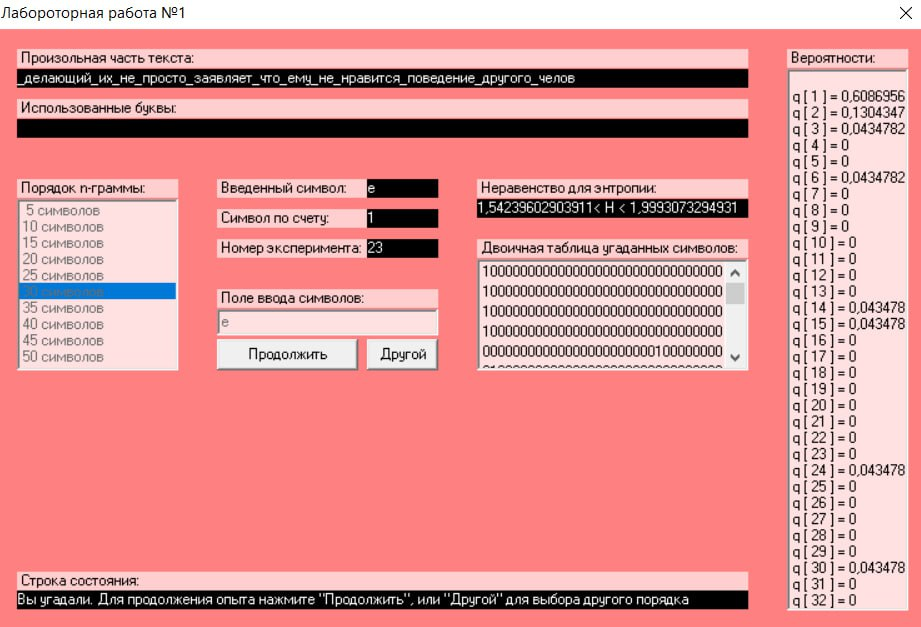 Лабороторная работа №1
Произольная часть текста:
_делающий_их_не_просто_заявляет_что_ему_не_нравится_поведение_другого_челов
Использованные буквы:
Порядок n-граммы:
5 символов
10 символов
15 символов
20 символов
25 символов
30 символов
35 символов
40 символов
45 символов
50 символов
Введенный символ: е
Символ по счету: 1
Номер эксперимента: 23
Поле ввода символов:
е
Продолжить
Другой
Неравенство для энтропии:
1,54239602903911< H < 1,9993073294931
Двоичная таблица угаданных символов:
10000000000000000000000000000000
10000000000000000000000000000000
10000000000000000000000000000000
10000000000000000000000000000000
00000000000000000000000100000000
Вероятности:
q [ 1 ] = 0,6086956
q [ 2 ] = 0,1304347
q [ 3 ] = 0,0434782
q [ 4 ] = 0
q [ 5 ] = 0
q [ 6 ] = 0,0434782
q [ 7 ] = 0
q [ 8 ] = 0
q [ 9 ] = 0
q [ 10 ] = 0
q [ 11 ] = 0
q [ 12 ] = 0
q [ 13 ] = 0
q [ 14 ] = 0,043478
q [ 15 ] = 0,043478
q [ 16 ] = 0
q [ 17 ] = 0
q [ 18 ] = 0
q [ 19 ] = 0
q [ 20 ] = 0
q [ 21 ] = 0
q [ 22 ] = 0
q [ 23 ] = 0
q [ 24 ] = 0,043478
q [ 25 ] = 0
q [ 26 ] = 0
q [ 27 ] = 0
q [ 28 ] = 0
q [ 29 ] = 0
q [ 30 ] = 0,043478
q [ 31 ] = 0
q [ 32 ] = 0
Строка состояния:
Вы угадали. Для продолжения опыта нажмите "Продолжить", или "Другой" для выбора другого порядка